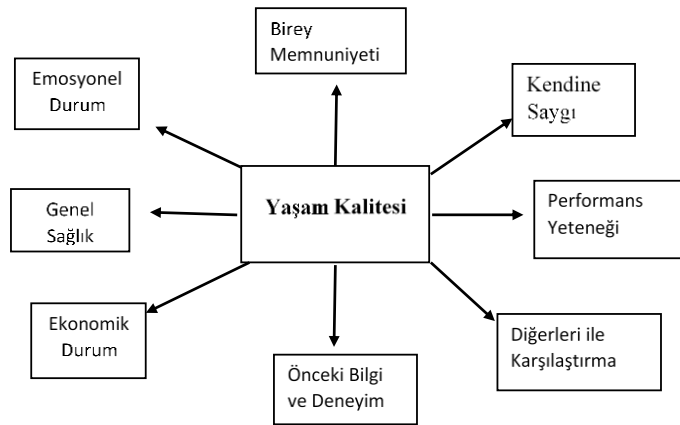 Birey
Memnuniyeti
Emosyonel
Durum
Kendine
Saygı
Yaşam Kalitesi
Genel
Sağlık
Performans
Yeteneği
Ekonomik
Durum
Diğerleri ile
Karşılaştırma
Önceki Bilgi
ve Deneyim